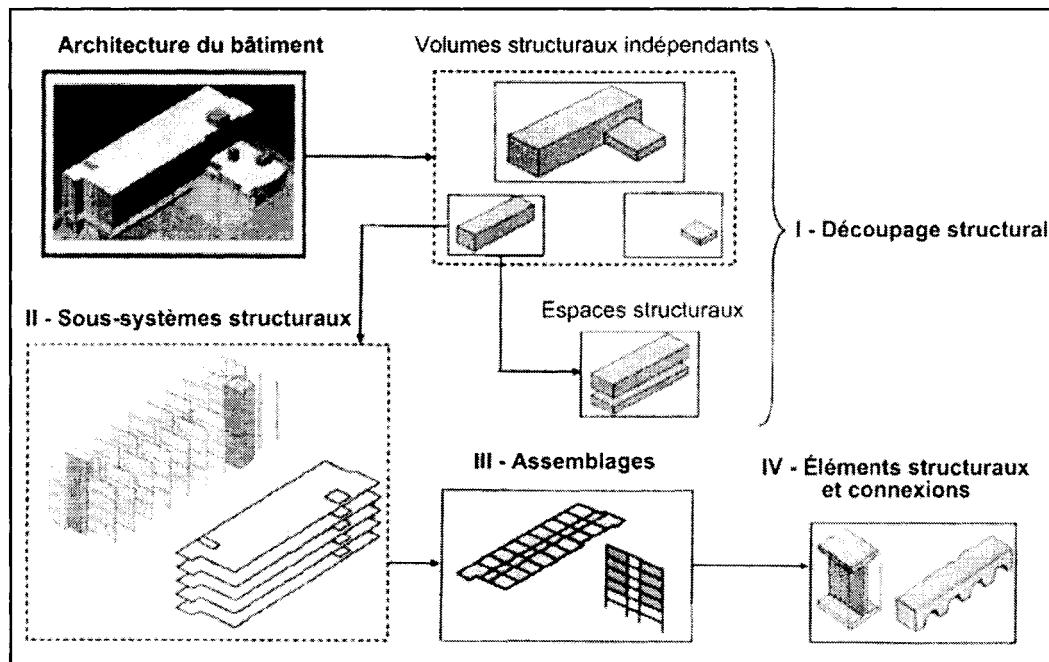 Architecture du bâtiment
Volumes structuraux indépendants
I - Découpage structural
II - Sous-systèmes structuraux
Espaces structuraux
III - Assemblages
IV - Éléments structuraux
et connexions